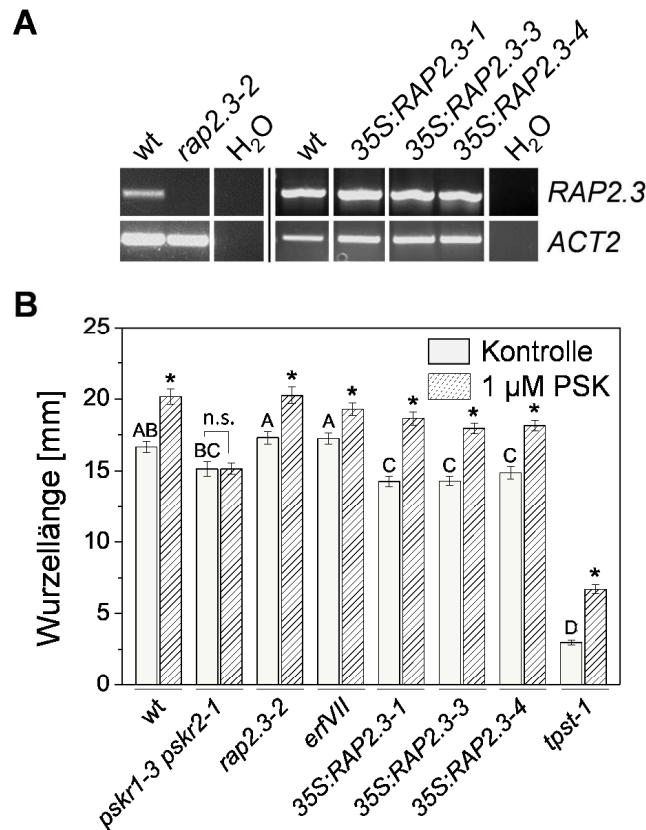 A
wt rap2.3-2 H2O wt 35S:RAP2.3-1 35S:RAP2.3-3 35S:RAP2.3-4 H2O
RAP2.3
ACT2
B
Wurzellänge [mm]
25
20
15
10
5
0
Kontrolle
1 µM PSK
AB * n.s. BC A * A * C * C * C * D *
wt pskr1-3 pskr2-1 rap2.3-2 erfVII 35S:RAP2.3-1 35S:RAP2.3-3 35S:RAP2.3-4 tpst-1